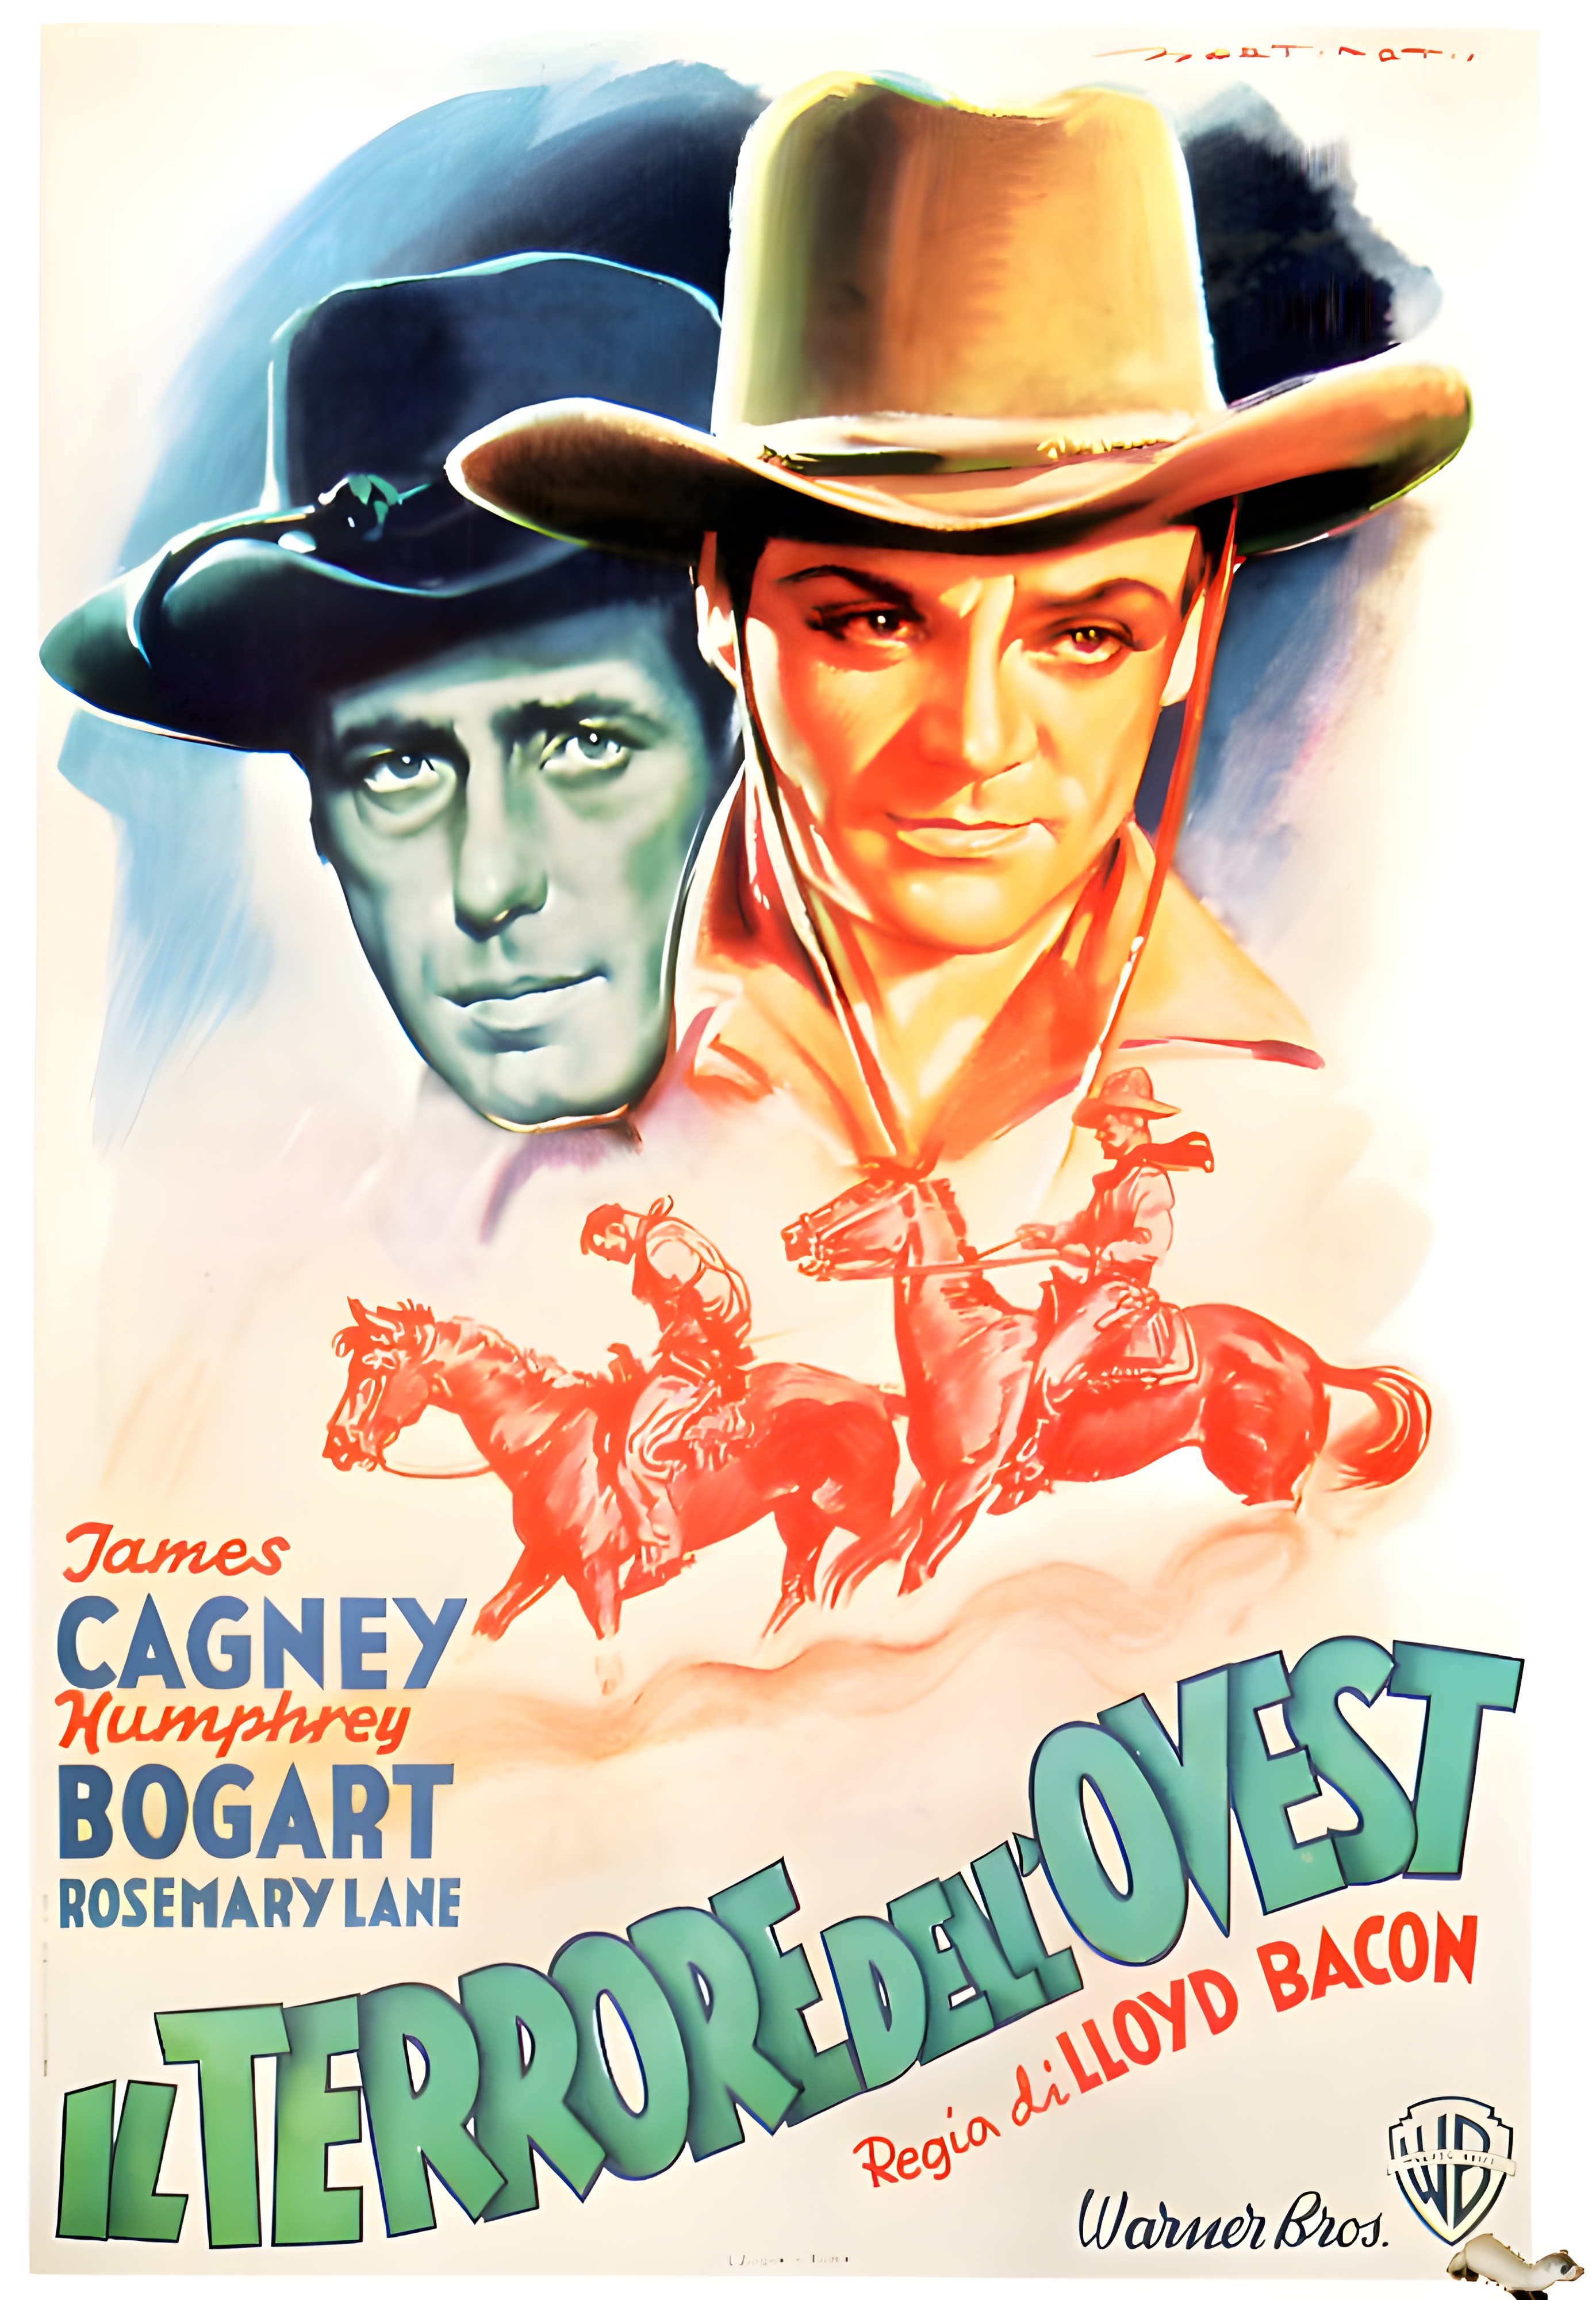 James
CAGNEY
Humphrey
BOGART
ROSEMARY LANE
IL TERRORE DELL'OVEST
Regia di LLOYD BACON
WB
Warner Bros.